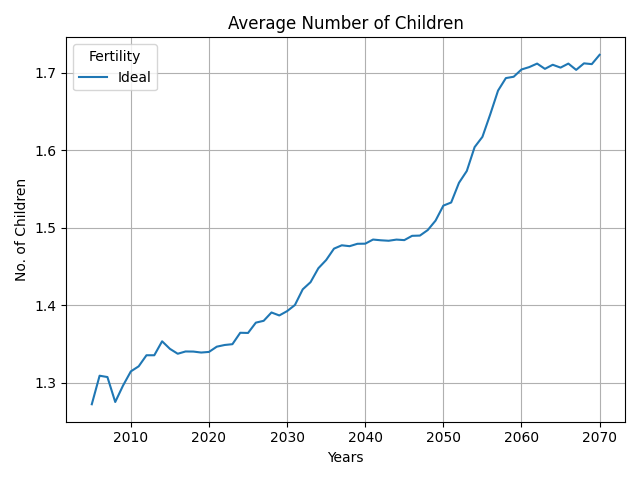 Average Number of Children
Fertility
Ideal
No. of Children
1.7
1.6
1.5
1.4
1.3
2010 2020 2030 2040 2050 2060 2070
Years